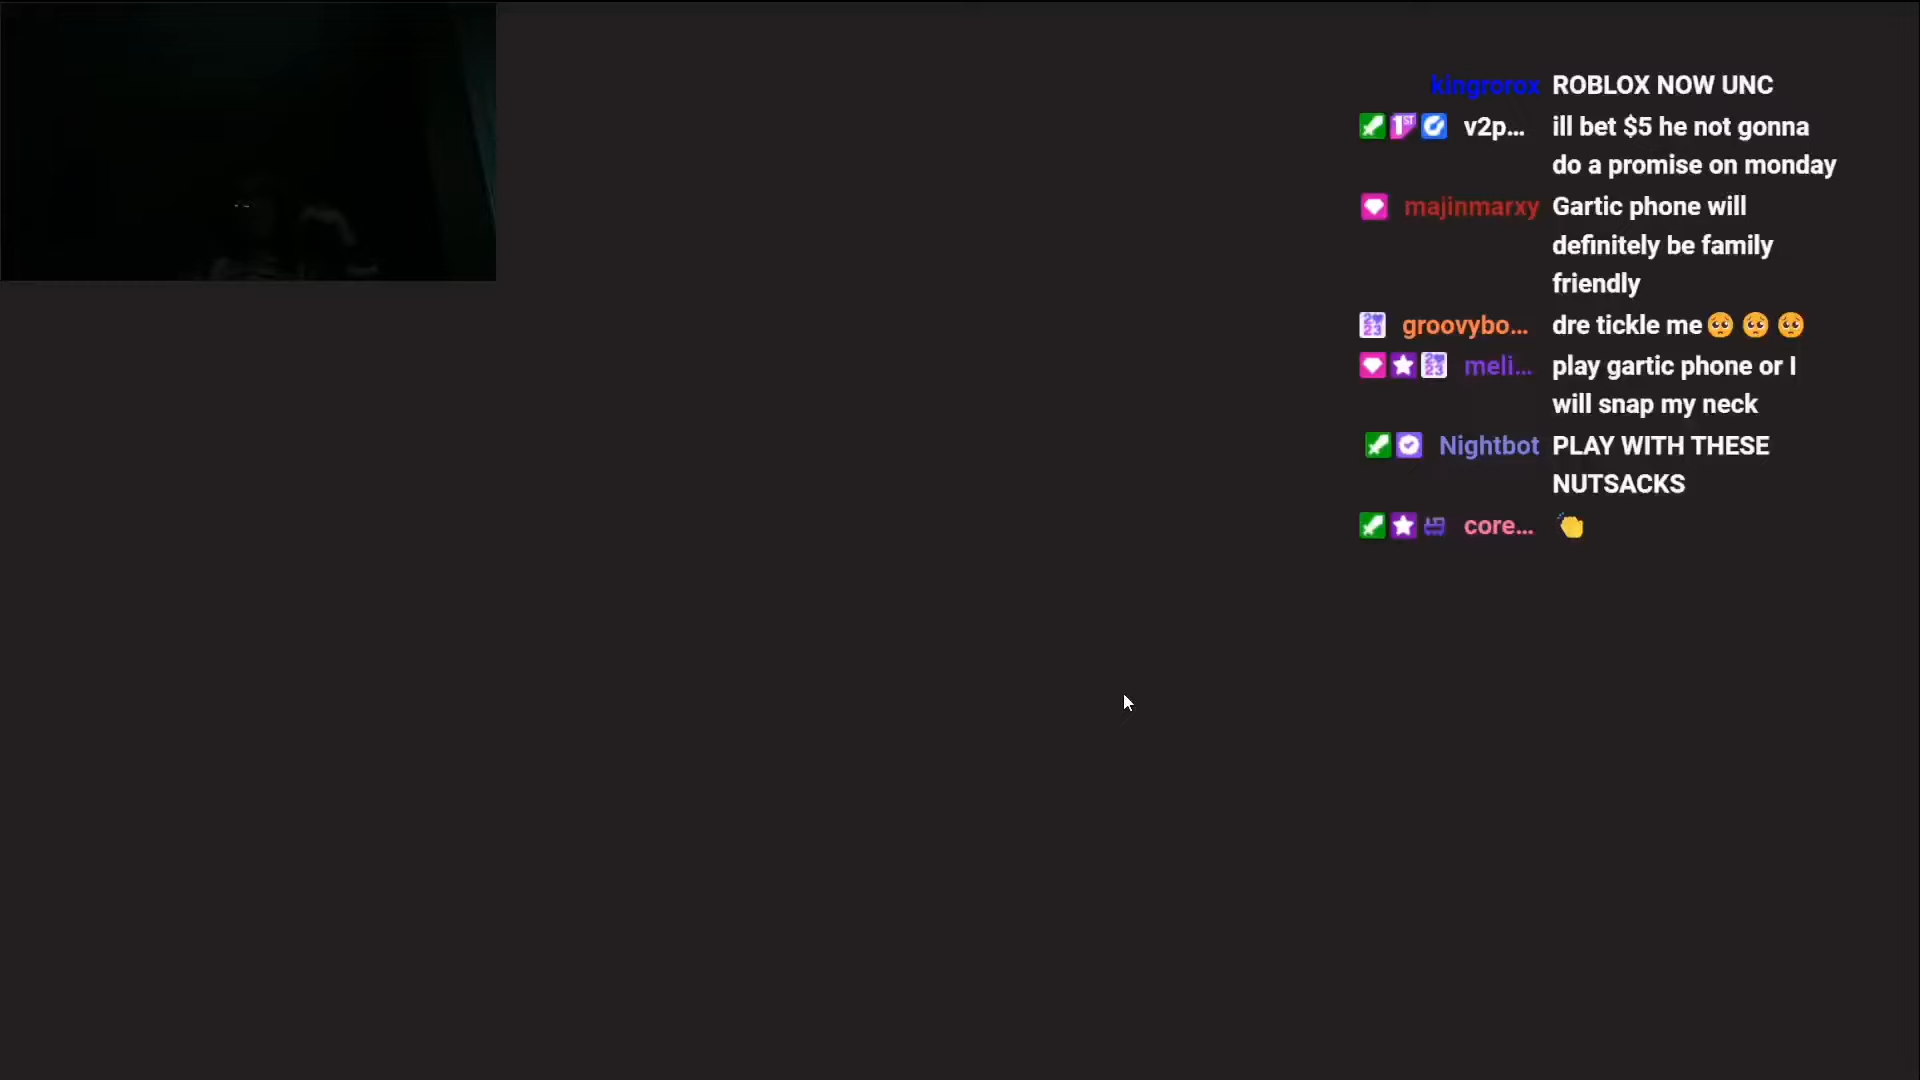 kingrorox ROBLOX NOW UNC
v2p... ill bet $5 he not gonna
do a promise on monday
majinmarxy Gartic phone will
definitely be family
friendly
groovybo... dre tickle me🥺🥺🥺
meli... play gartic phone or I
will snap my neck
Nightbot PLAY WITH THESE
NUTSACKS
core... 👏